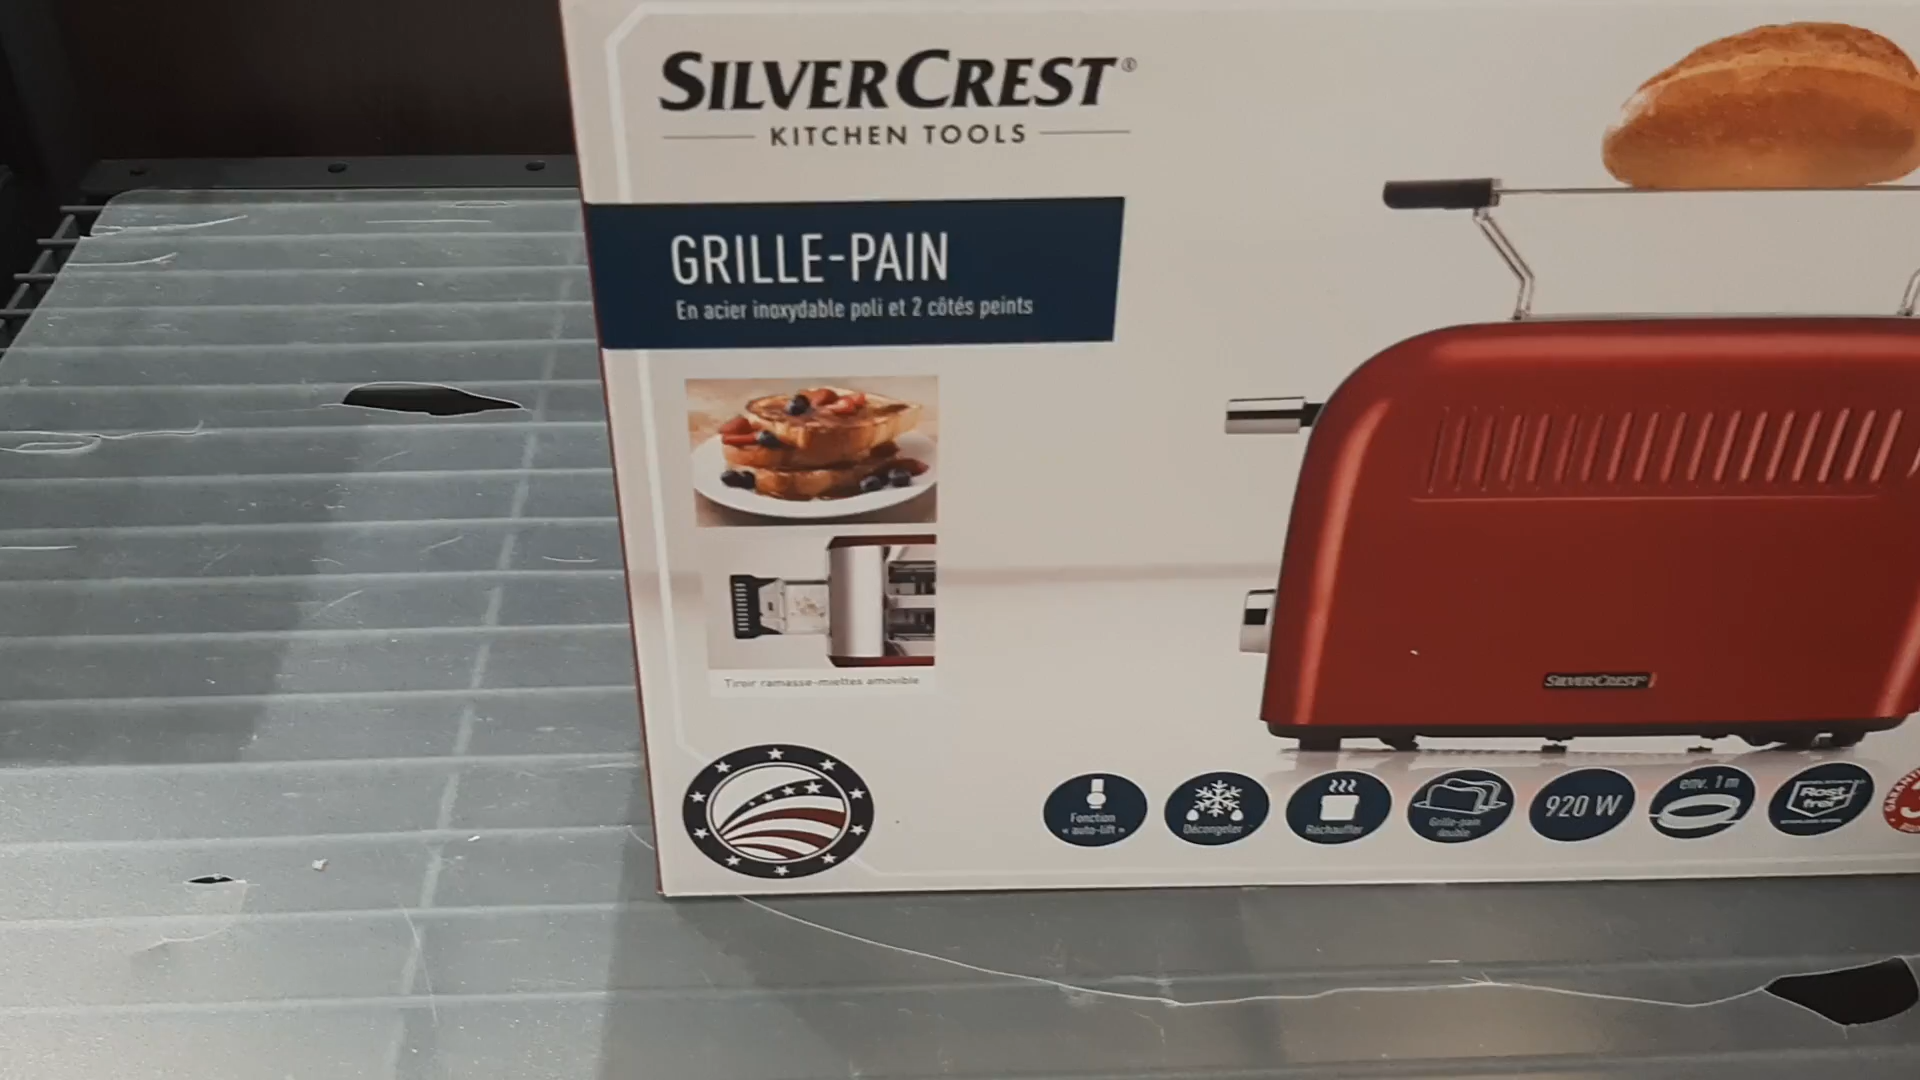 SILVERCREST®
KITCHEN TOOLS
GRILLE-PAIN
En acier inoxydable poli et 2 côtés peints
Tiroir ramasse-miettes amovible
SILVERCREST®
Fonction
« auto-lift »
Décongeler
Réchauffer
Grille-pain
double
920 W
env. 1 m
Rost
frei